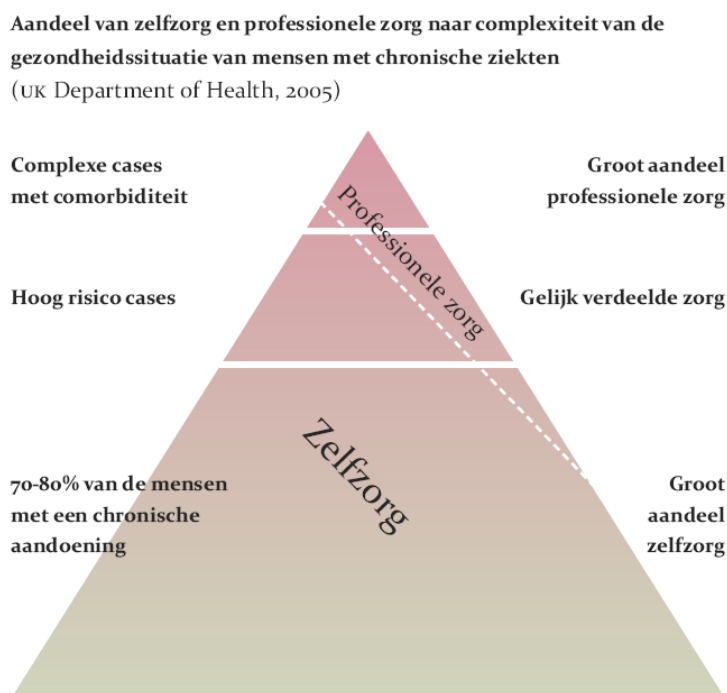 Aandeel van zelfzorg en professionele zorg naar complexiteit van de
gezondheidssituatie van mensen met chronische ziekten
(UK Department of Health, 2005)
Complexe cases
met comorbiditeit
Groot aandeel
professionele zorg
Professionele zorg
Hoog risico cases
Gelijk verdeelde zorg
Zelfzorg
70-80% van de mensen
met een chronische
aandoening
Groot
aandeel
zelfzorg